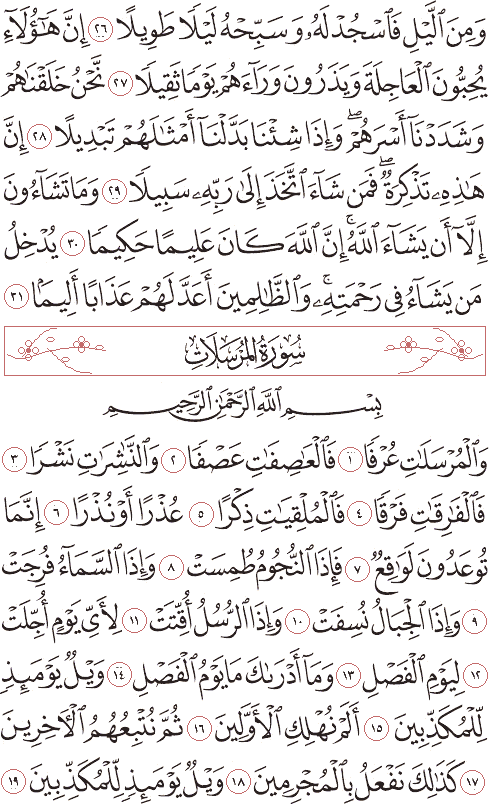 وَمِنَ ٱلَّيۡلِ فَٱسۡجُدۡ لَهُۥ وَسَبِّحۡهُ لَيۡلٗا طَوِيلًا ٢٦ إِنَّ هَٰٓؤُلَآءِ
يُحِبُّونَ ٱلۡعَاجِلَةَ وَيَذَرُونَ وَرَآءَهُمۡ يَوۡمٗا ثَقِيلٗا ٢٧ نَّحۡنُ خَلَقۡنَٰهُمۡ
وَشَدَدۡنَآ أَسۡرَهُمۡۖ وَإِذَا شِئۡنَا بَدَّلۡنَآ أَمۡثَٰلَهُمۡ تَبۡدِيلًا ٢٨ إِنَّ
هَٰذِهِۦ تَذۡكِرَةٞۖ فَمَن شَآءَ ٱتَّخَذَ إِلَىٰ رَبِّهِۦ سَبِيلٗا ٢٩ وَمَا تَشَآءُونَ
إِلَّآ أَن يَشَآءَ ٱللَّهُۚ إِنَّ ٱللَّهَ كَانَ عَلِيمًا حَكِيمٗا ٣٠ يُدۡخِلُ
مَن يَشَآءُ فِي رَحۡمَتِهِۦۚ وَٱلظَّٰلِمِينَ أَعَدَّ لَهُمۡ عَذَابًا أَلِيمَۢا ٣١
سُورَةُ المُرۡسَلَاتِ
بِسۡمِ ٱللَّهِ ٱلرَّحۡمَٰنِ ٱلرَّحِيمِ
وَٱلۡمُرۡسَلَٰتِ عُرۡفٗا ١ فَٱلۡعَٰصِفَٰتِ عَصۡفٗا ٢ وَٱلنَّٰشِرَٰتِ نَشۡرٗا ٣
فَٱلۡفَٰرِقَٰتِ فَرۡقٗا ٤ فَٱلۡمُلۡقِيَٰتِ ذِكۡرًا ٥ عُذۡرًا أَوۡ نُذۡرًا ٦ إِنَّمَا
تُوعَدُونَ لَوَٰقِعٞ ٧ فَإِذَا ٱلنُّجُومُ طُمِسَتۡ ٨ وَإِذَا ٱلسَّمَآءُ فُرِجَتۡ
٩ وَإِذَا ٱلۡجِبَالُ نُسِفَتۡ ١٠ وَإِذَا ٱلرُّسُلُ أُقِّتَتۡ ١١ لِأَيِّ يَوۡمٍ أُجِّلَتۡ
١٢ لِيَوۡمِ ٱلۡفَصۡلِ ١٣ وَمَآ أَدۡرَىٰكَ مَا يَوۡمُ ٱلۡفَصۡلِ ١٤ وَيۡلٞ يَوۡمَئِذٖ
لِّلۡمُكَذِّبِينَ ١٥ أَلَمۡ نُهۡلِكِ ٱلۡأَوَّلِينَ ١٦ ثُمَّ نُتۡبِعُهُمُ ٱلۡأٓخِرِينَ
١٧ كَذَٰلِكَ نَفۡعَلُ بِٱلۡمُجۡرِمِينَ ١٨ وَيۡلٞ يَوۡمَئِذٖ لِّلۡمُكَذِّبِينَ ١٩